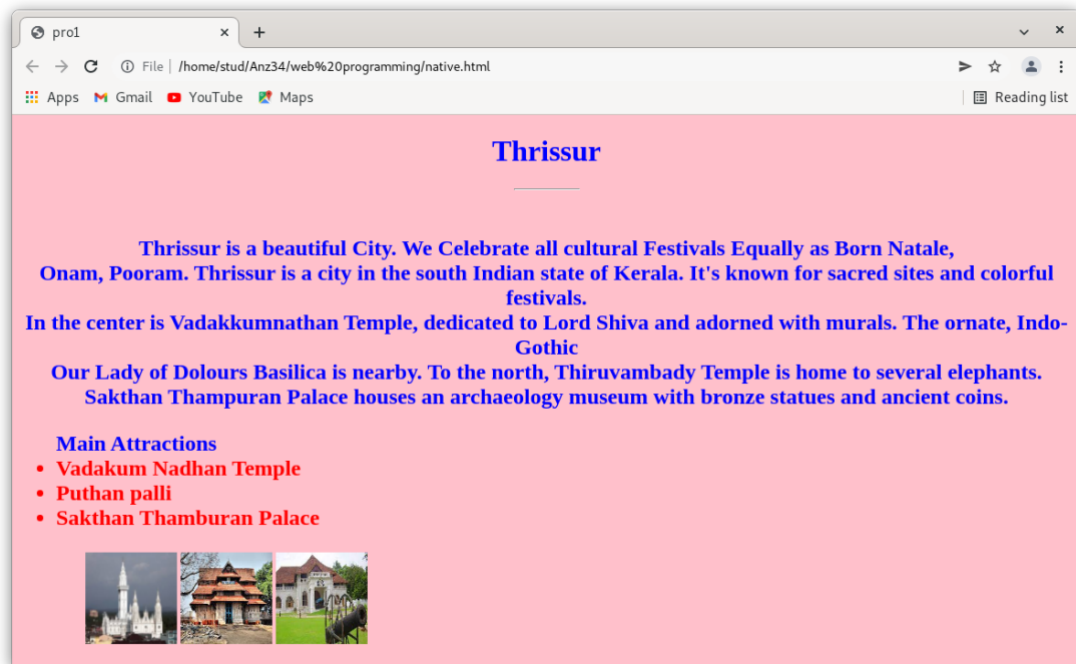 pro1
File | /home/stud/Anz34/web%20programming/native.html
Apps Gmail YouTube Maps Reading list
Thrissur
Thrissur is a beautiful City. We Celebrate all cultural Festivals Equally as Born Natale,
Onam, Pooram. Thrissur is a city in the south Indian state of Kerala. It's known for sacred sites and colorful
festivals.
In the center is Vadakkumnathan Temple, dedicated to Lord Shiva and adorned with murals. The ornate, Indo-
Gothic
Our Lady of Dolours Basilica is nearby. To the north, Thiruvambady Temple is home to several elephants.
Sakthan Thampuran Palace houses an archaeology museum with bronze statues and ancient coins.
Main Attractions
• Vadakum Nadhan Temple
• Puthan palli
• Sakthan Thamburan Palace